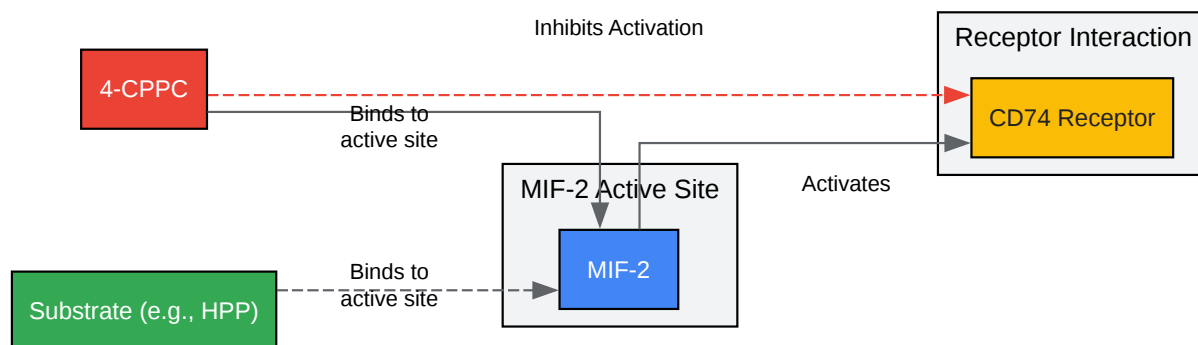 Inhibits Activation
Receptor Interaction
4-CPPC
Binds to
active site
CD74 Receptor
MIF-2 Active Site
Activates
MIF-2
Binds to
active site
Substrate (e.g., HPP)